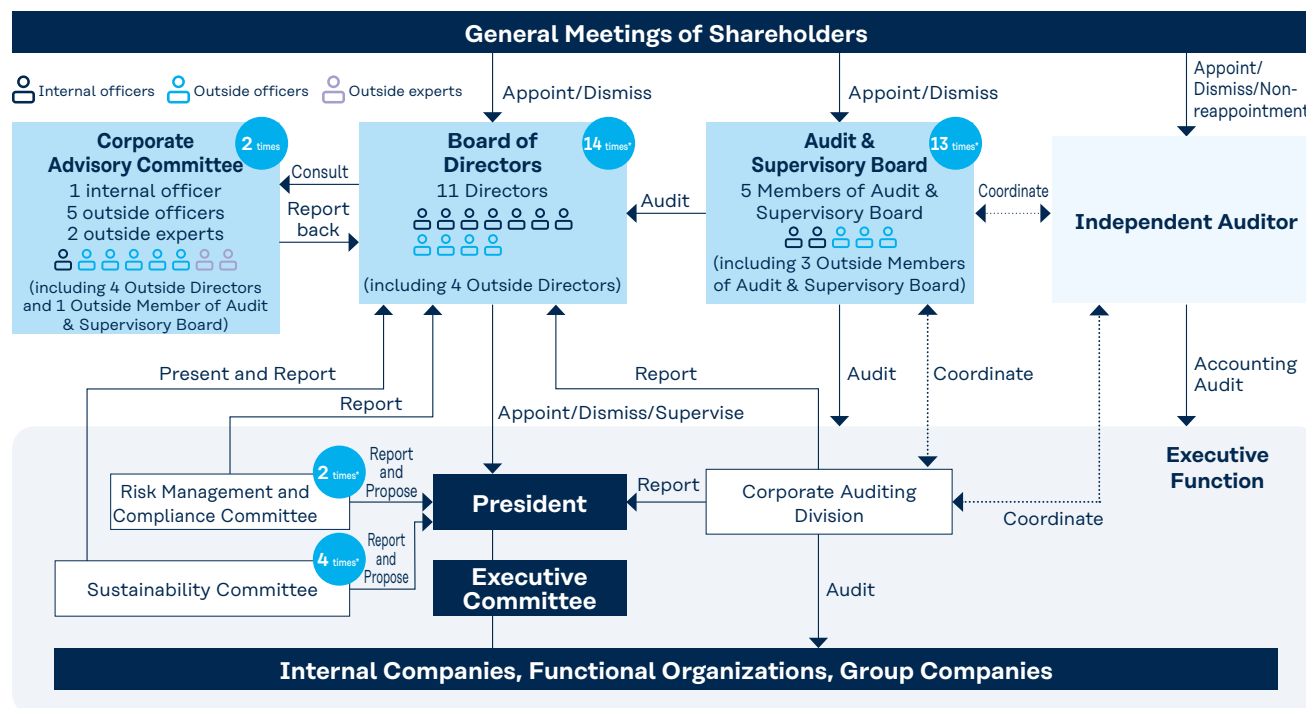 General Meetings of Shareholders
Internal officers
Outside officers
Outside experts
Appoint/Dismiss
Appoint/Dismiss
Appoint/
Dismiss/Non-
reappointment
Corporate
Advisory Committee
2 times
1 internal officer
5 outside officers
2 outside experts
(including 4 Outside Directors
and 1 Outside Member of Audit
& Supervisory Board)
Consult
Report
back
Board of
Directors
14 times*
11 Directors
(including 4 Outside Directors)
Audit
Audit &
Supervisory Board
13 times*
5 Members of Audit &
Supervisory Board
(including 3 Outside Members
of Audit & Supervisory Board)
Coordinate
Independent Auditor
Present and Report
Report
Appoint/Dismiss/Supervise
Report
Audit
Coordinate
Accounting
Audit
Executive
Function
Risk Management and
Compliance Committee
2 times*
Report
and
Propose
President
Report
Corporate Auditing
Division
Coordinate
Sustainability Committee
4 times*
Report
and
Propose
Executive
Committee
Audit
Internal Companies, Functional Organizations, Group Companies